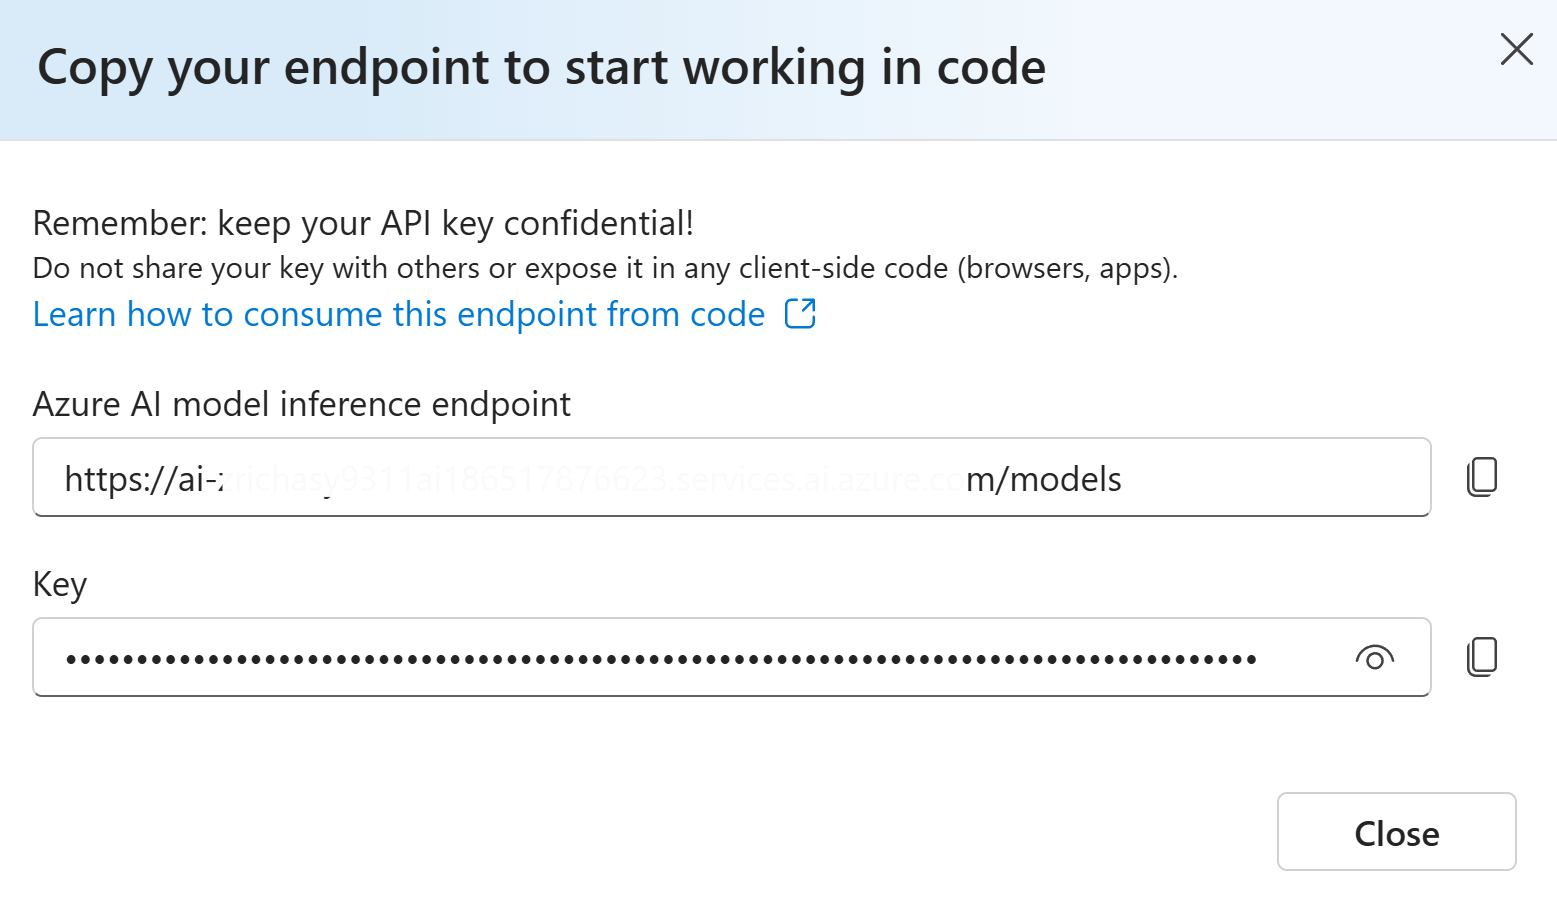 Copy your endpoint to start working in code
Remember: keep your API key confidential!
Do not share your key with others or expose it in any client-side code (browsers, apps).
Learn how to consume this endpoint from code
Azure AI model inference endpoint
https://ai- m/models
Key
Close